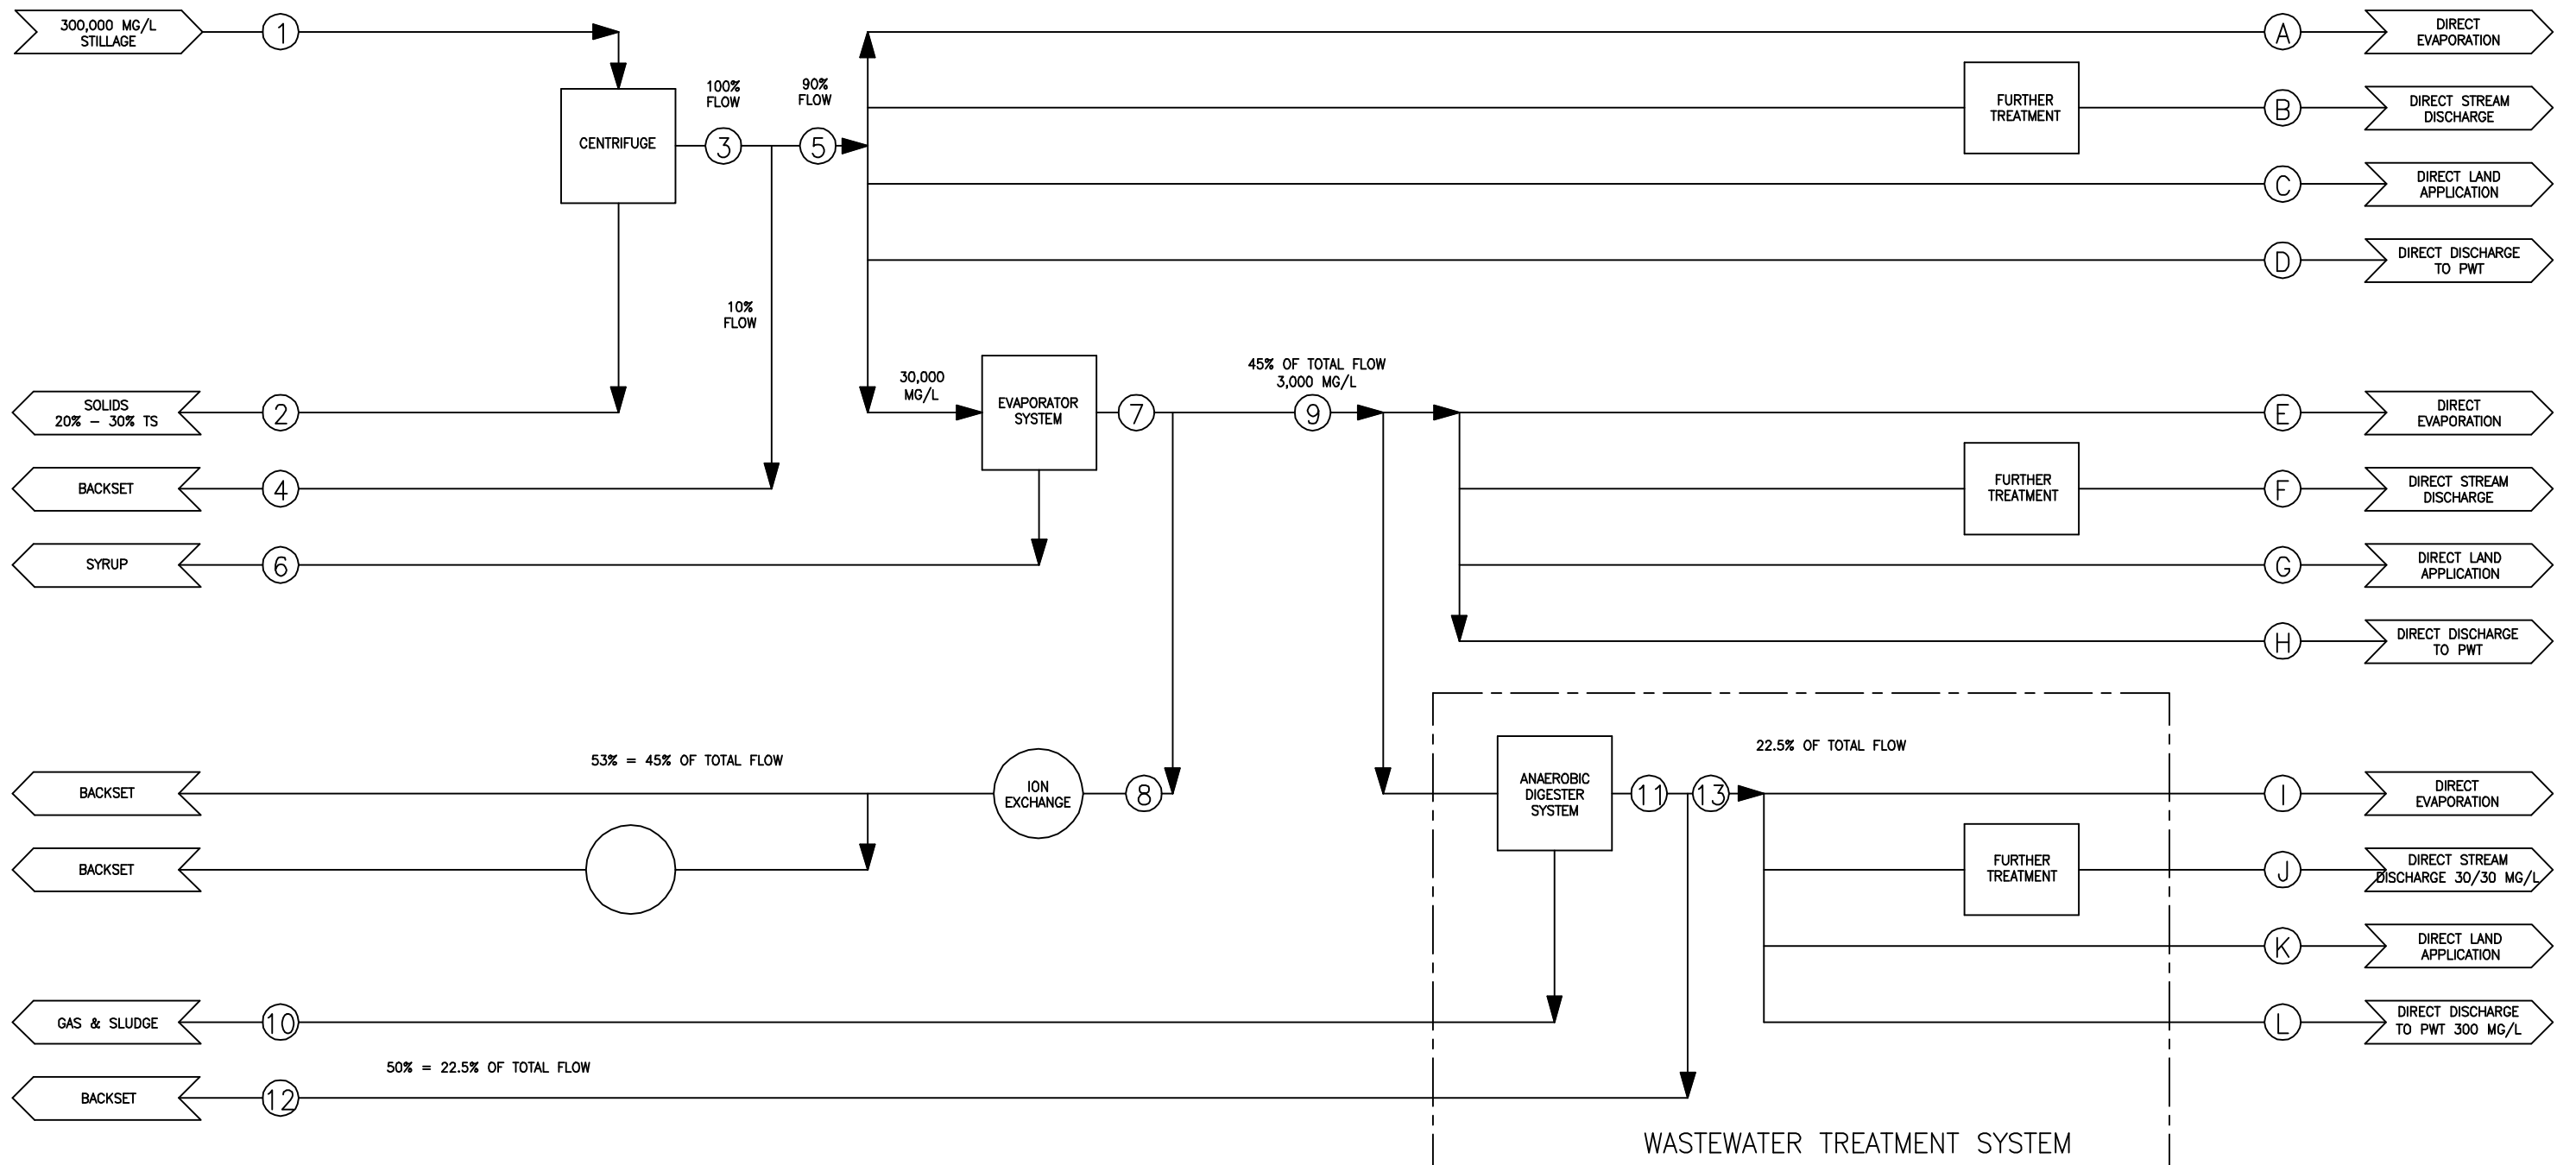 300,000 MG/L
STILLAGE
1
A
DIRECT
EVAPORATION
100%
FLOW
90%
FLOW
FURTHER
TREATMENT
B
DIRECT STREAM
DISCHARGE
CENTRIFUGE
3
5
C
DIRECT LAND
APPLICATION
D
DIRECT DISCHARGE
TO PWT
10%
FLOW
30,000
MG/L
45% OF TOTAL FLOW
3,000 MG/L
SOLIDS
20% - 30% TS
2
EVAPORATOR
SYSTEM
7
9
E
DIRECT
EVAPORATION
BACKSET
4
FURTHER
TREATMENT
F
DIRECT STREAM
DISCHARGE
SYRUP
6
G
DIRECT LAND
APPLICATION
H
DIRECT DISCHARGE
TO PWT
53% = 45% OF TOTAL FLOW
22.5% OF TOTAL FLOW
BACKSET
ION
EXCHANGE
8
ANAEROBIC
DIGESTER
SYSTEM
11
13
I
DIRECT
EVAPORATION
BACKSET
FURTHER
TREATMENT
J
DIRECT STREAM
DISCHARGE 30/30 MG/L
K
DIRECT LAND
APPLICATION
GAS & SLUDGE
10
L
DIRECT DISCHARGE
TO PWT 300 MG/L
50% = 22.5% OF TOTAL FLOW
BACKSET
12
WASTEWATER TREATMENT SYSTEM